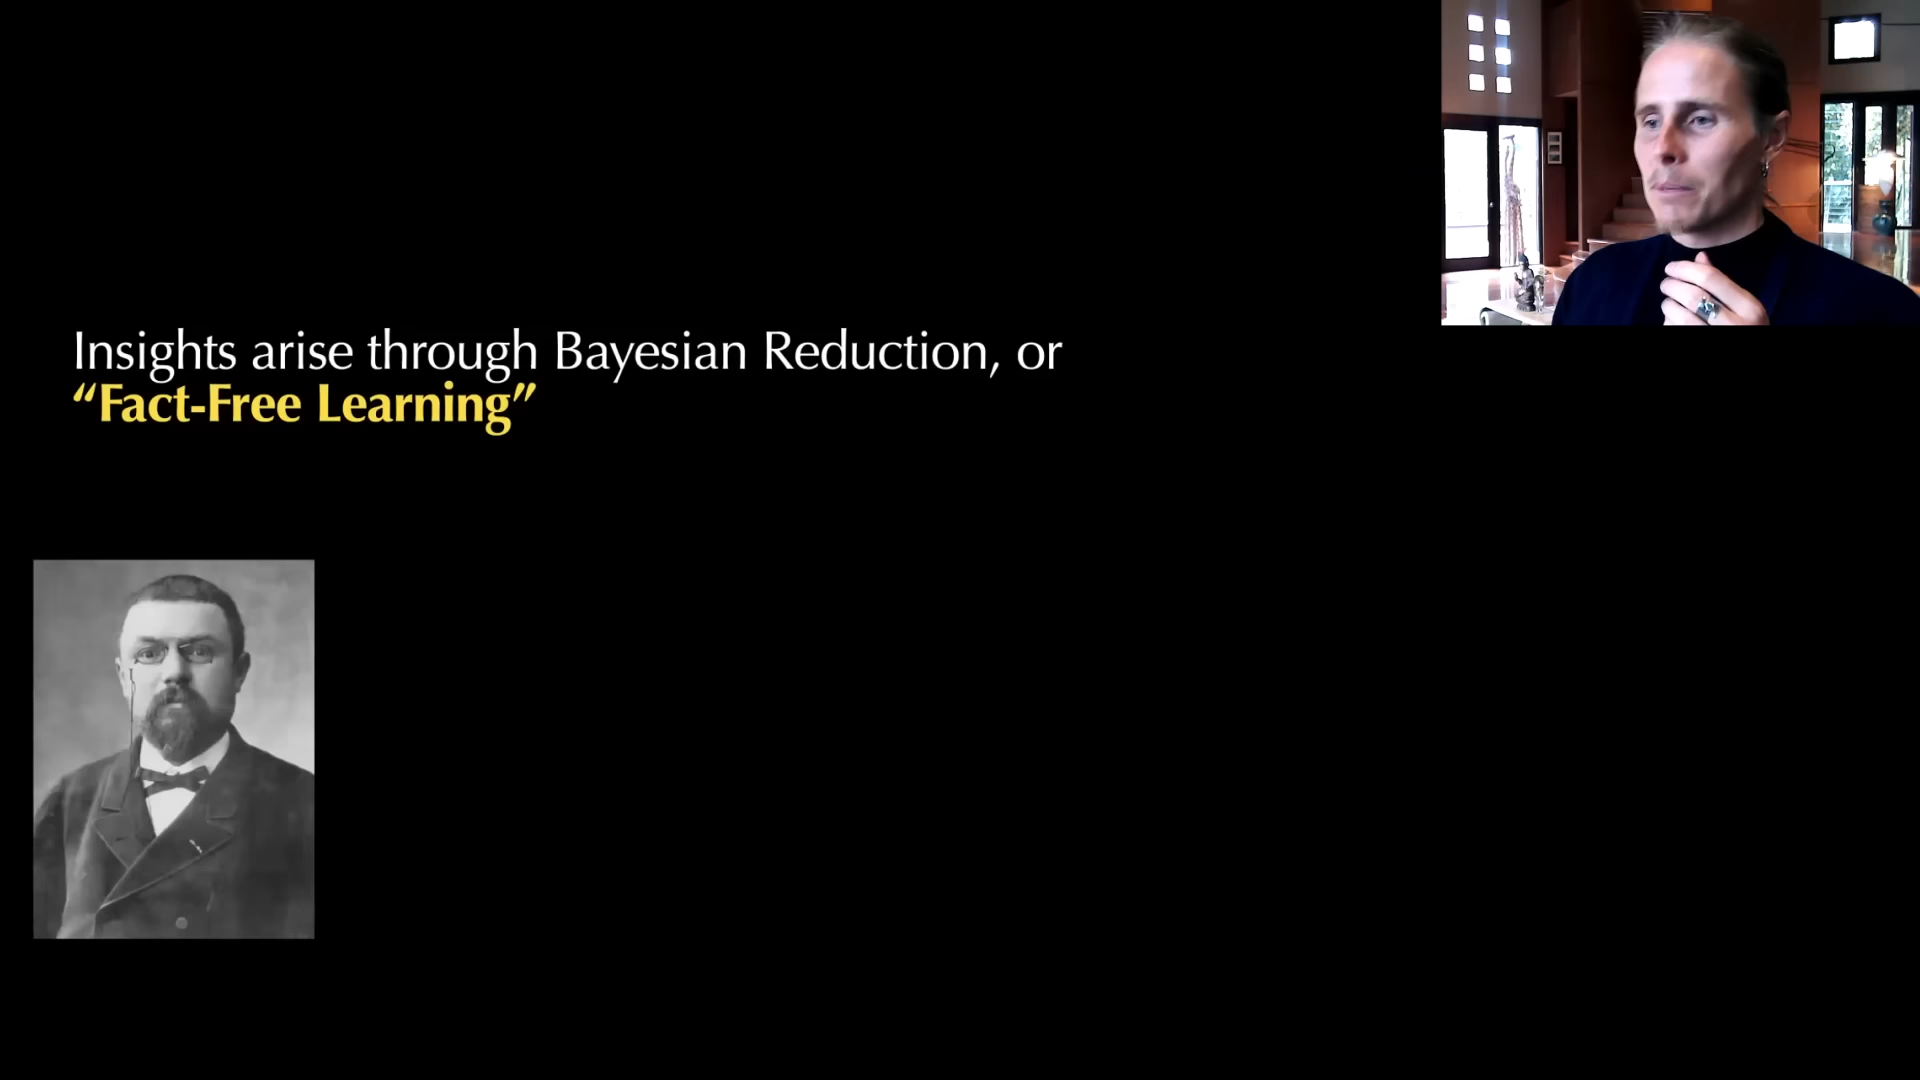 Insights arise through Bayesian Reduction, or
“Fact-Free Learning”